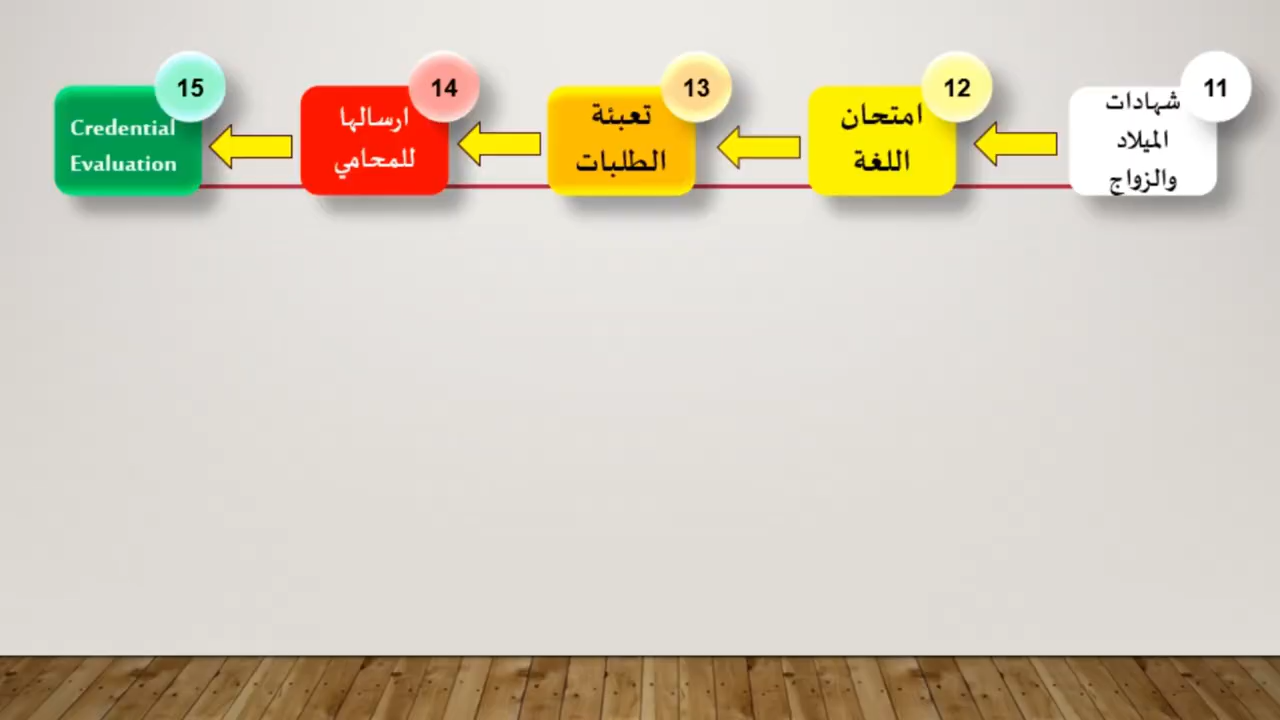 11
شهادات
الميلاد
والزواج
12
امتحان
اللغة
13
تعبئة
الطلبات
14
ارسالها
للمحامي
15
Credential
Evaluation